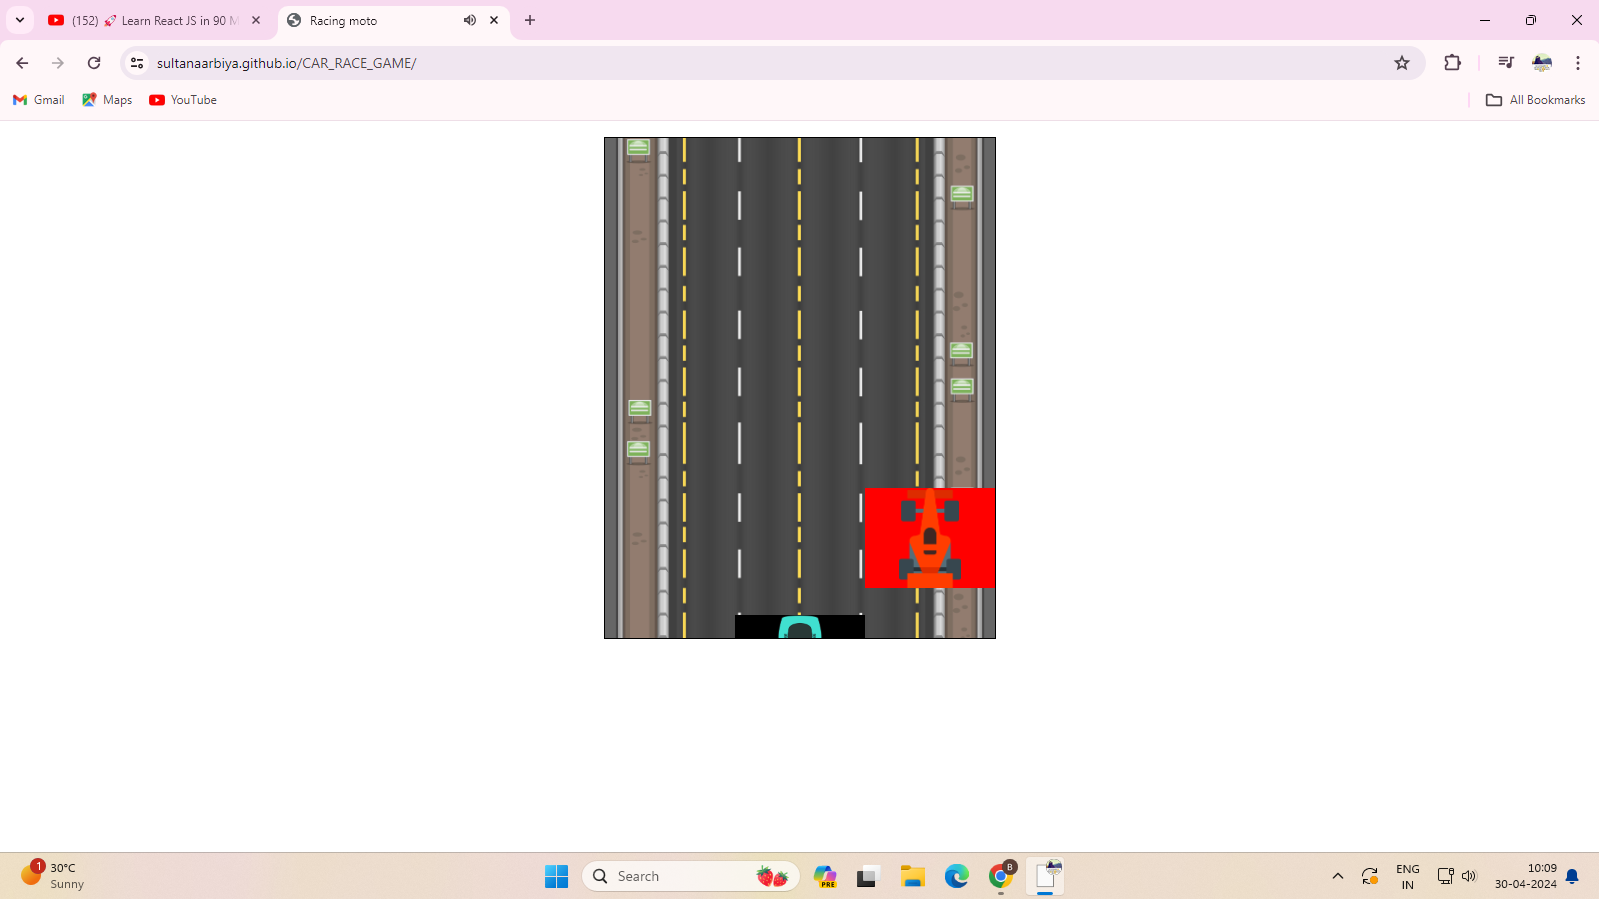 (152) 🚀 Learn React JS in 90 M
Racing moto
sultanaarbiya.github.io/CAR_RACE_GAME/
Gmail
Maps
YouTube
All Bookmarks
1
30°C
Sunny
Search
PRE
B
ENG
IN
10:09
30-04-2024